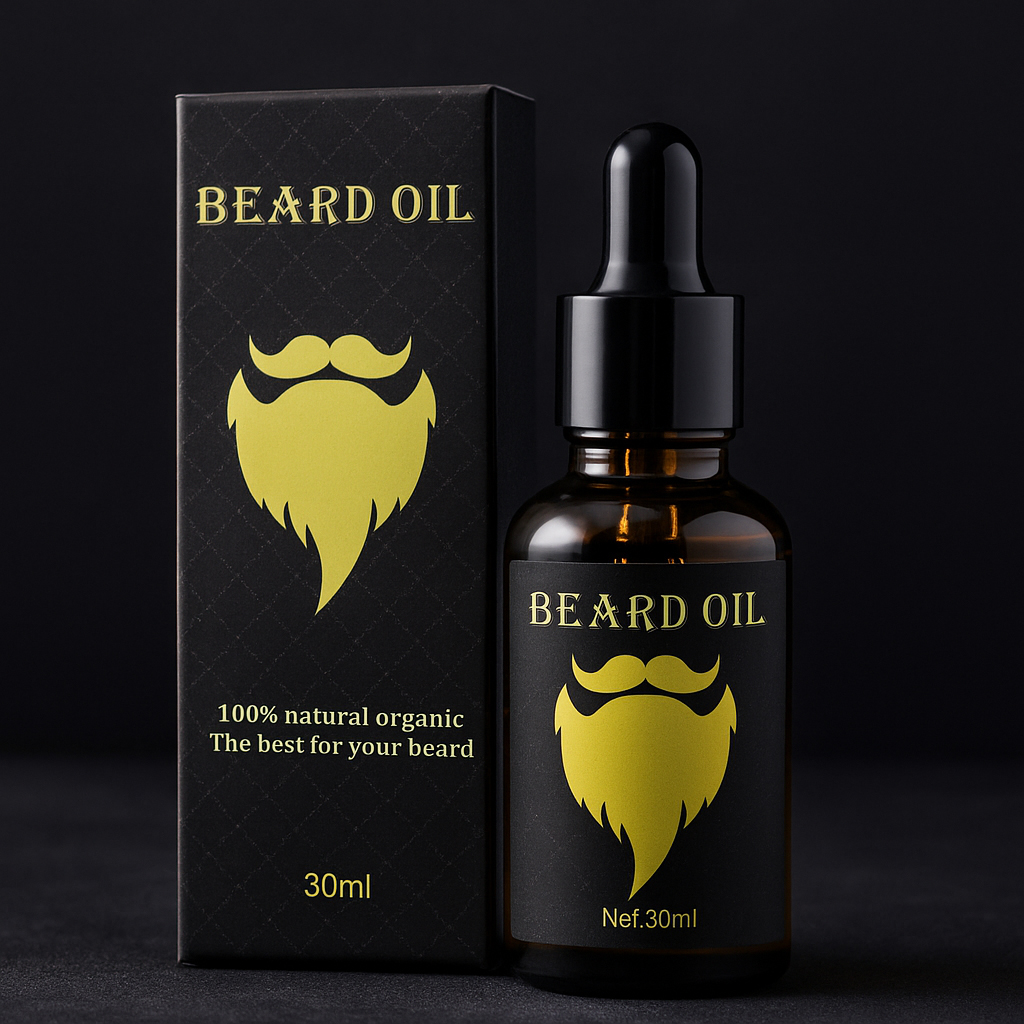 BEARD OIL
100% natural organic
The best for your beard
30ml
BEARD OIL
Nef.30ml